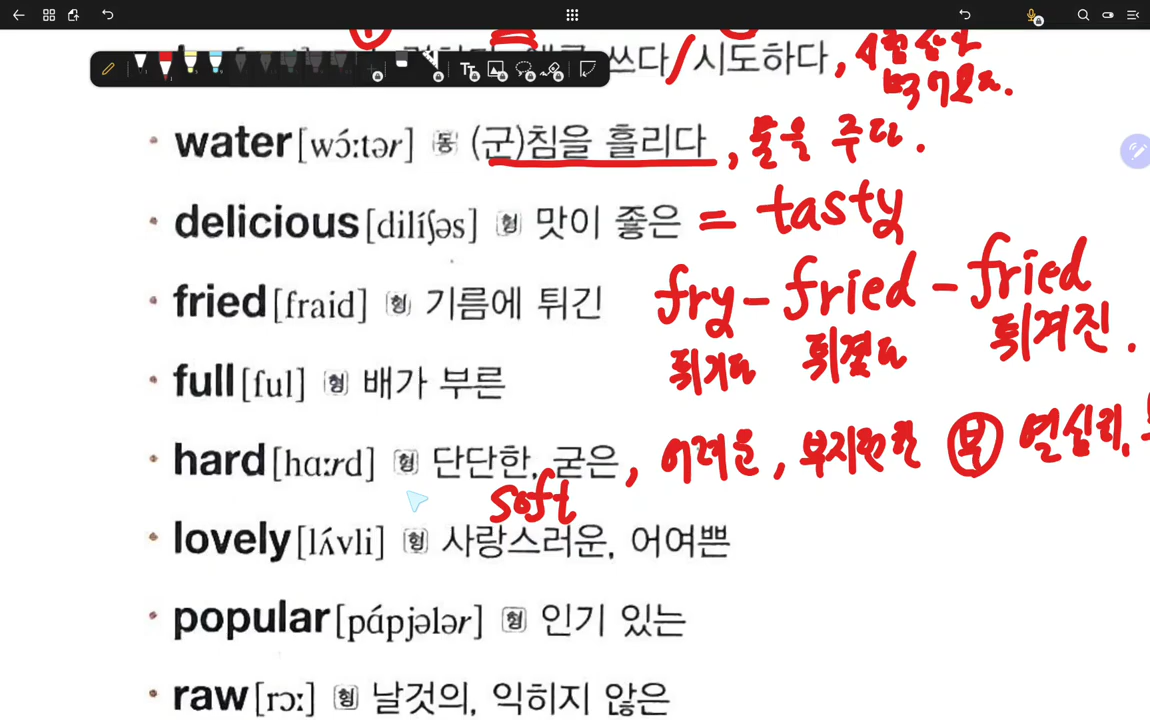 쓰다 / 시도하다,
water [wɔ́ːtər] 동 (군)침을 흘리다, 물을 주다.
delicious [dilíʃəs] 형 맛이 좋은 = tasty
fried [fraid] 형 기름에 튀긴 fry - fried - fried
튀기다 튀겼다 튀겨진.
full [ful] 형 배가 부른
hard [hɑːrd] 형 단단한, 굳은, 어려운, 부지런한 부 열심히,
soft
lovely [lʌ́vli] 형 사랑스러운, 어여쁜
popular [pάpjələr] 형 인기 있는
raw [rɔː] 형 날것의, 익히지 않은